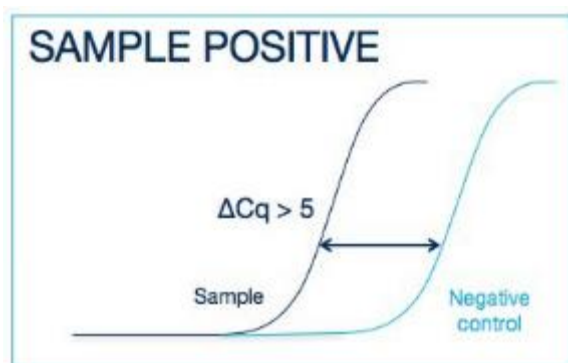 SAMPLE POSITIVE
ΔCq > 5
Sample
Negative
control